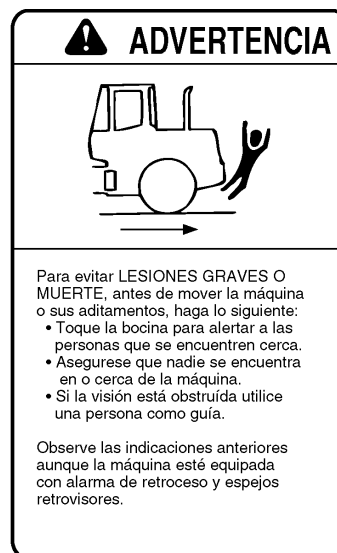 ADVERTENCIA
Para evitar LESIONES GRAVES O
MUERTE, antes de mover la máquina
o sus aditamentos, haga lo siguiente:
• Toque la bocina para alertar a las
personas que se encuentren cerca.
• Asegurese que nadie se encuentra
en o cerca de la máquina.
• Si la visión está obstruída utilice
una persona como guía.
Observe las indicaciones anteriores
aunque la máquina esté equipada
con alarma de retroceso y espejos
retrovisores.